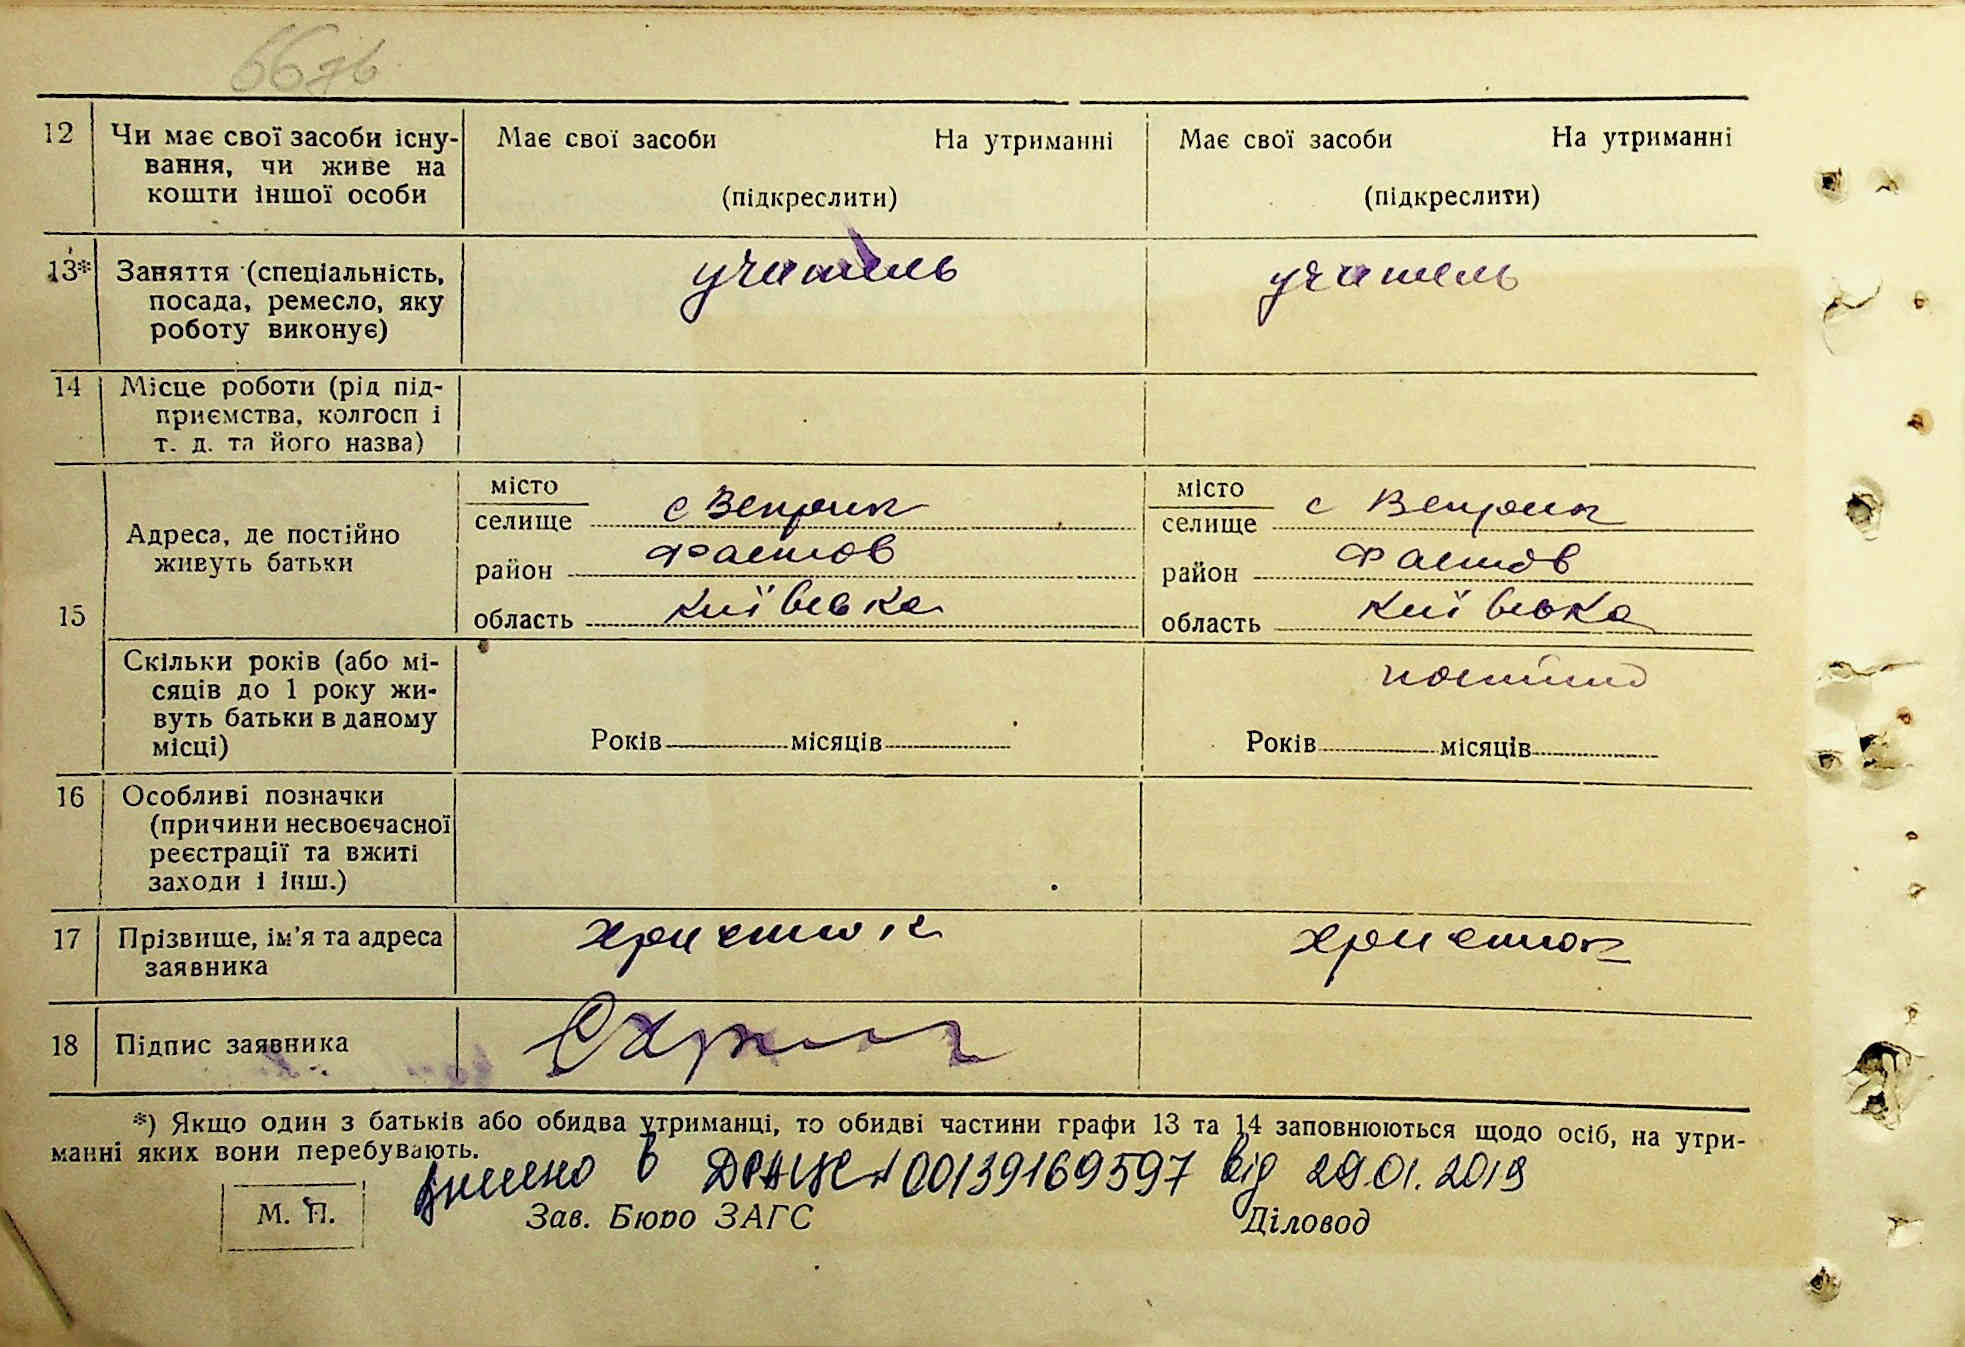 667б
12 Чи має свої засоби існу- Має свої засоби На утриманні Має свої засоби На утриманні
вання, чи живе на
кошти іншої особи (підкреслити) (підкреслити)
13* Заняття (спеціальність, учитель учитель
посада, ремесло, яку
роботу виконує)
14 Місце роботи (рід під-
приємства, колгосп і
т. д. та його назва)
15 Адреса, де постійно живуть батьки
місто
селище с Веприк
район Фастов
область Київська
місто
селище с Веприк
район Фастов
область Київська
Скільки років (або мі- постійно
сяців до 1 року жи-
вуть батьки в даному
місці) Років місяців Років місяців
16 Особливі позначки
(причини несвоєчасної
реєстрації та вжиті
заходи і інш.)
17 Прізвище, ім'я та адреса Христюк Христюк
заявника
18 Підпис заявника
*) Якщо один з батьків або обидва утриманці, то обидві частини графи 13 та 14 заповнюються щодо осіб, на утри-
манні яких вони перебувають.
внесено в ДРАЦС 00139169597 від 29.01.2019
М. П. Зав. Бюро ЗАГС Діловод